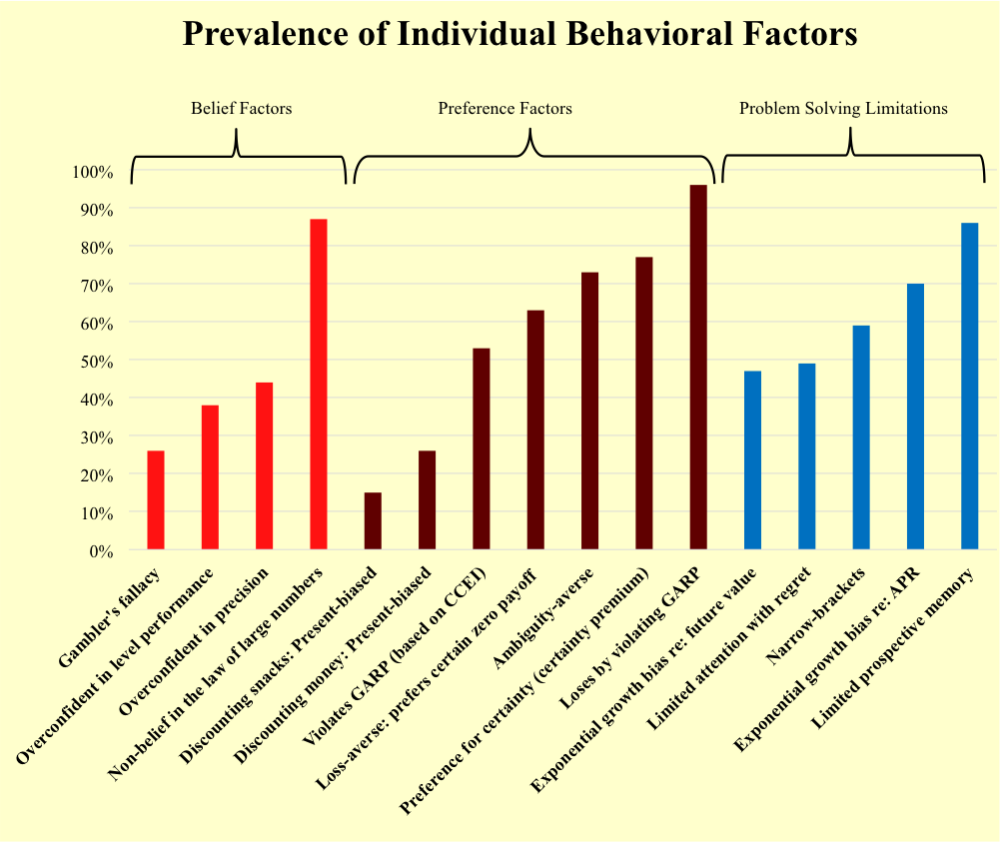 Prevalence of Individual Behavioral Factors
Belief Factors
Preference Factors
Problem Solving Limitations
100%
90%
80%
70%
60%
50%
40%
30%
20%
10%
0%
Gambler's fallacy
Overconfident in level performance
Overconfident in precision
Non-belief in the law of large numbers
Discounting snacks: Present-biased
Discounting money: Present-biased
Violates GARP (based on CCEI)
Loss-averse: prefers certain zero payoff
Ambiguity-averse
Preference for certainty (certainty premium)
Loses by violating GARP
Exponential growth bias re: future value
Limited attention with regret
Narrow-brackets
Exponential growth bias re: APR
Limited prospective memory